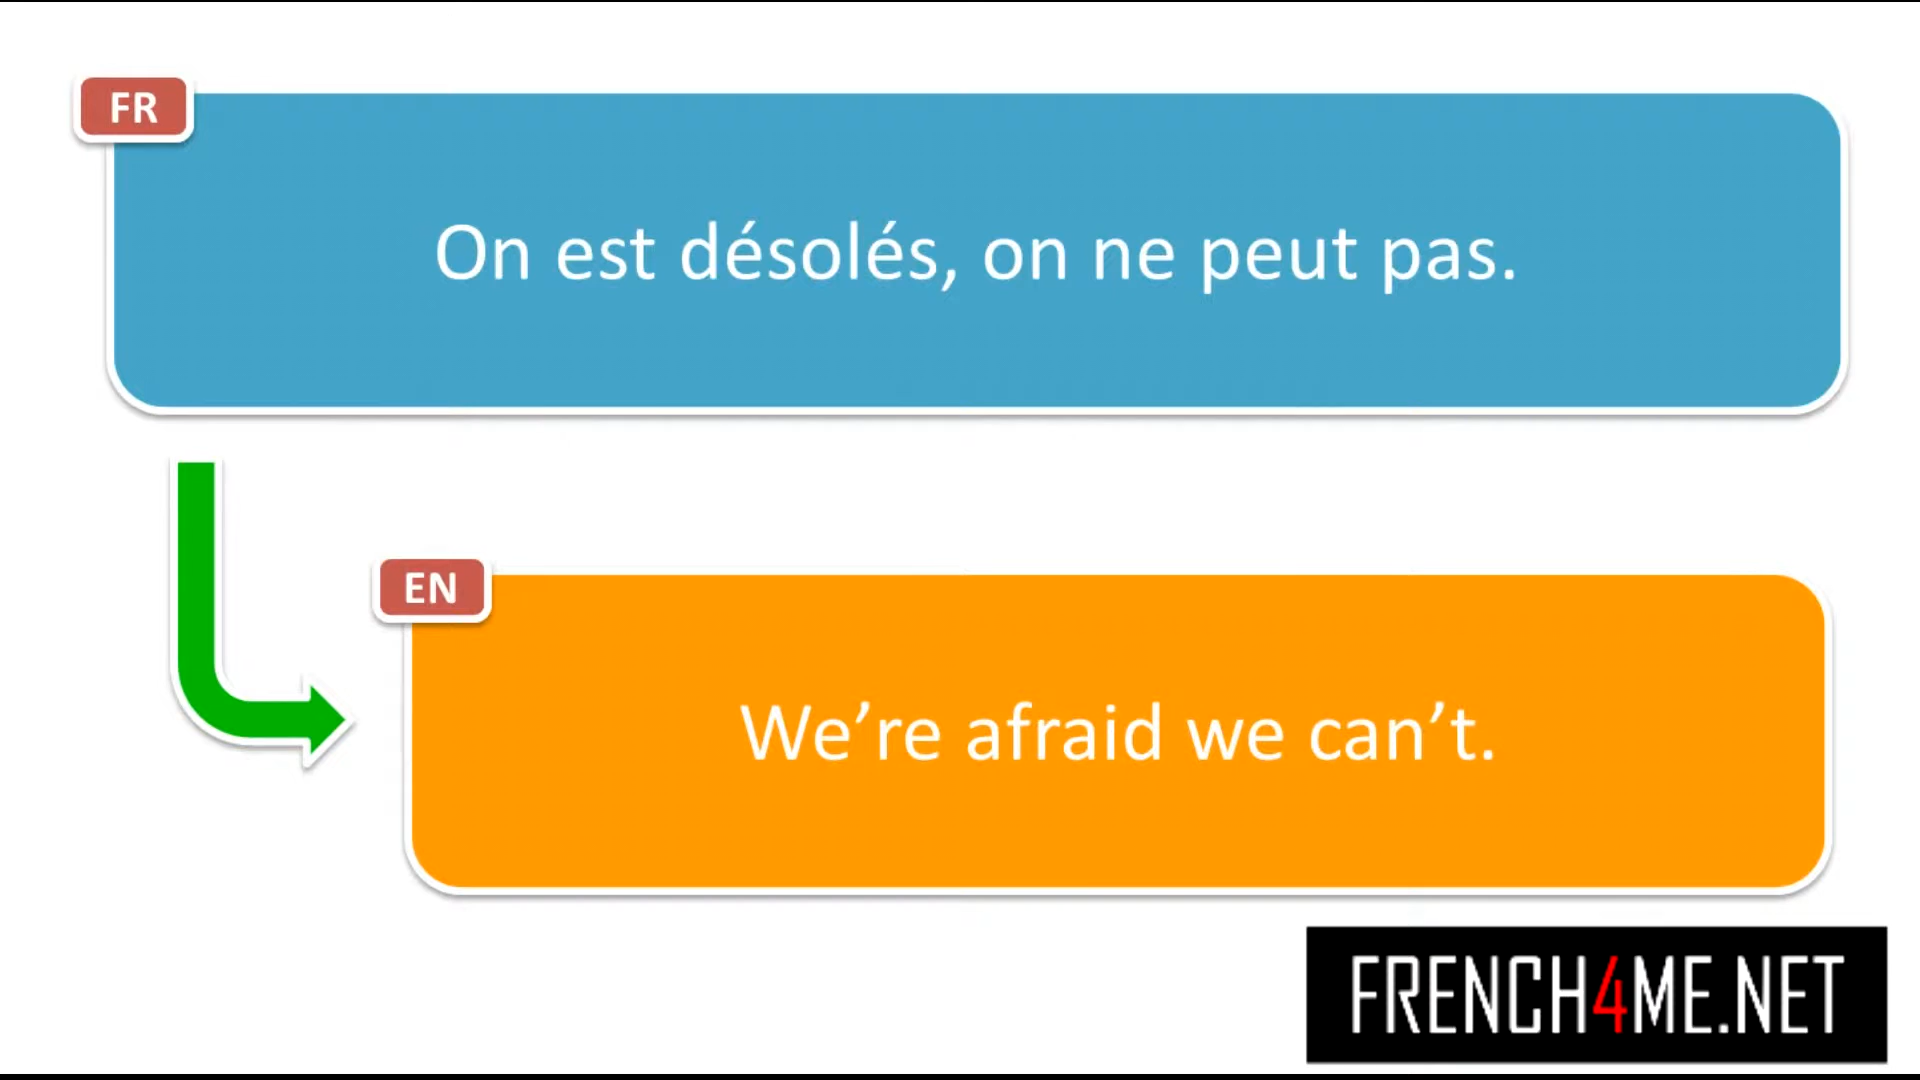 FR
On est désolés, on ne peut pas.
EN
We’re afraid we can’t.
FRENCH4ME.NET